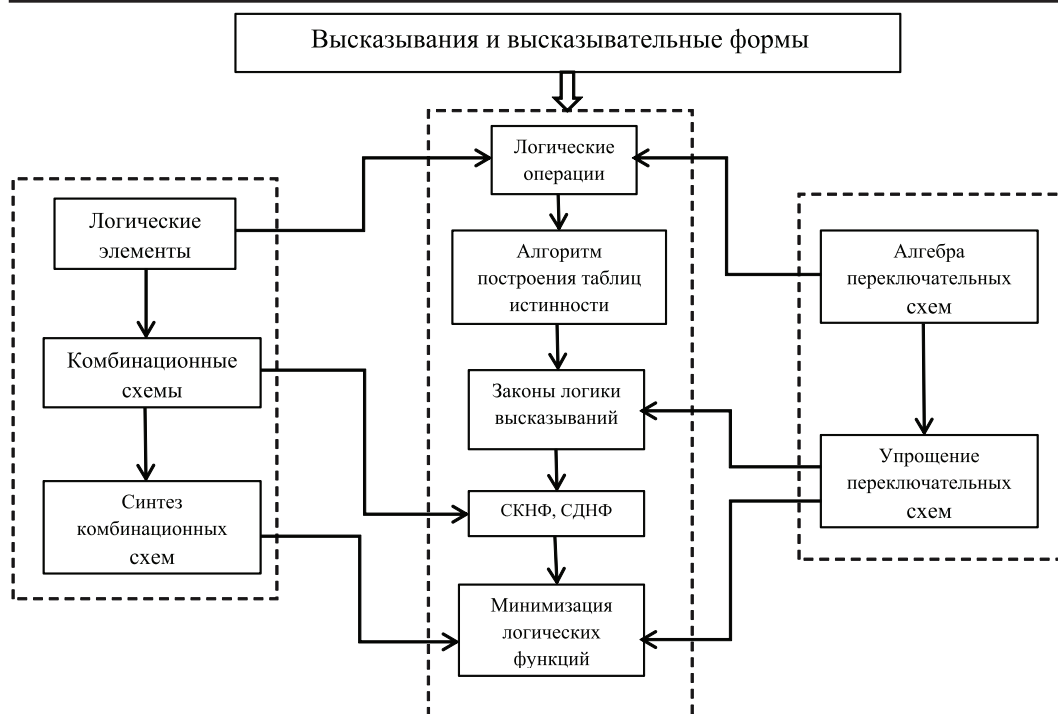 Высказывания и высказывательные формы
Логические
операции
Логические
элементы
Алгоритм
построения таблиц
истинности
Алгебра
переключательных
схем
Комбинационные
схемы
Законы логики
высказываний
Упрощение
переключательных
схем
Синтез
комбинационных
схем
СКНФ, СДНФ
Минимизация
логических
функций